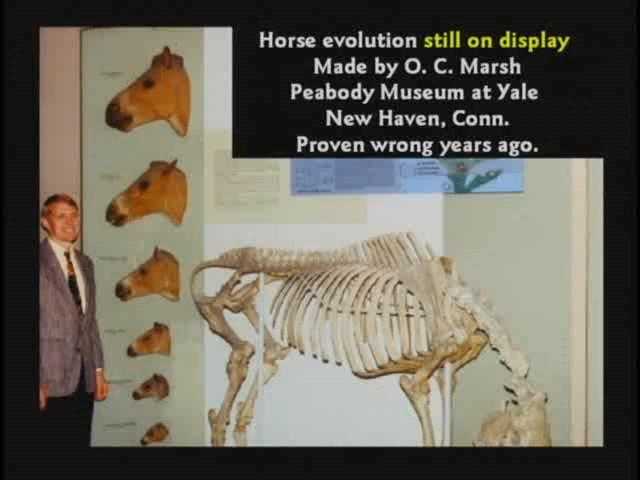 Horse evolution still on display
Made by O. C. Marsh
Peabody Museum at Yale
New Haven, Conn.
Proven wrong years ago.